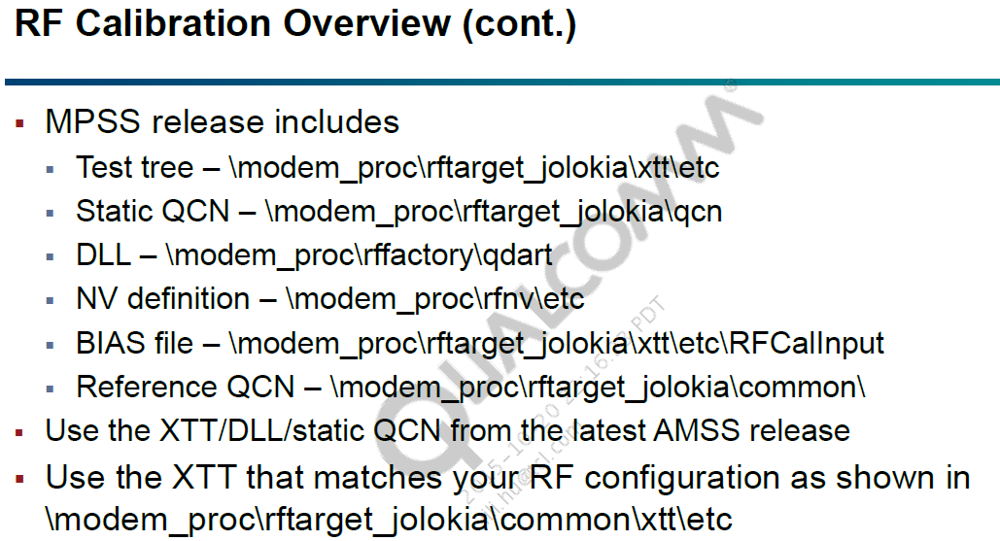 RF Calibration Overview (cont.)
▪ MPSS release includes
▪ Test tree – \modem_proc\rftarget_jolokia\xtt\etc
▪ Static QCN – \modem_proc\rftarget_jolokia\qcn
▪ DLL – \modem_proc\rffactory\qdart
▪ NV definition – \modem_proc\rfnv\etc
▪ BIAS file – \modem_proc\rftarget_jolokia\xtt\etc\RFCalInput
▪ Reference QCN – \modem_proc\rftarget_jolokia\common\
▪ Use the XTT/DLL/static QCN from the latest AMSS release
▪ Use the XTT that matches your RF configuration as shown in
\modem_proc\rftarget_jolokia\common\xtt\etc
QUALCOMM®
PDT